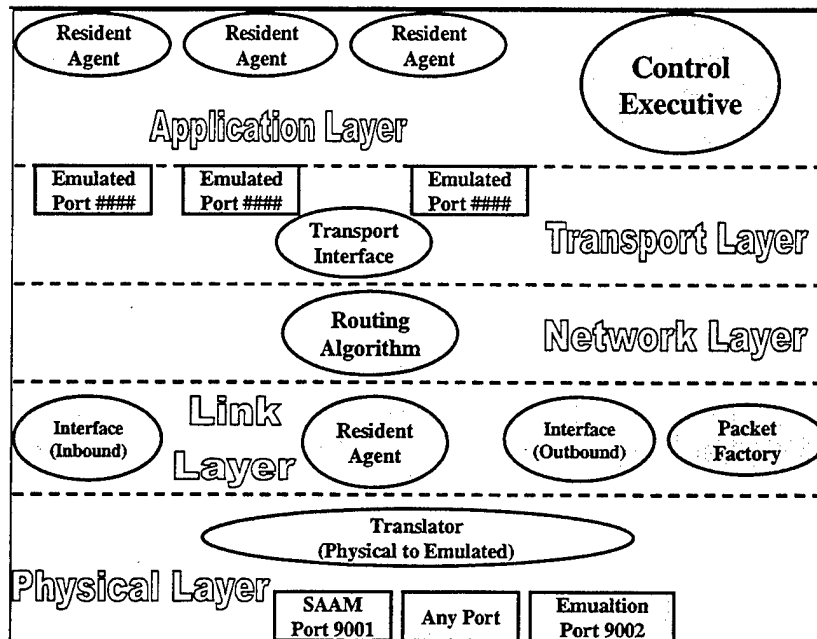 Resident
Agent
Resident
Agent
Resident
Agent
Control
Executive
Application Layer
Emulated
Port ####
Emulated
Port ####
Emulated
Port ####
Transport
Interface
Transport Layer
Routing
Algorithm
Network Layer
Interface
(Inbound)
Link
Layer
Resident
Agent
Interface
(Outbound)
Packet
Factory
Translator
(Physical to Emulated)
Physical Layer
SAAM
Port 9001
Any Port
Emualtion
Port 9002